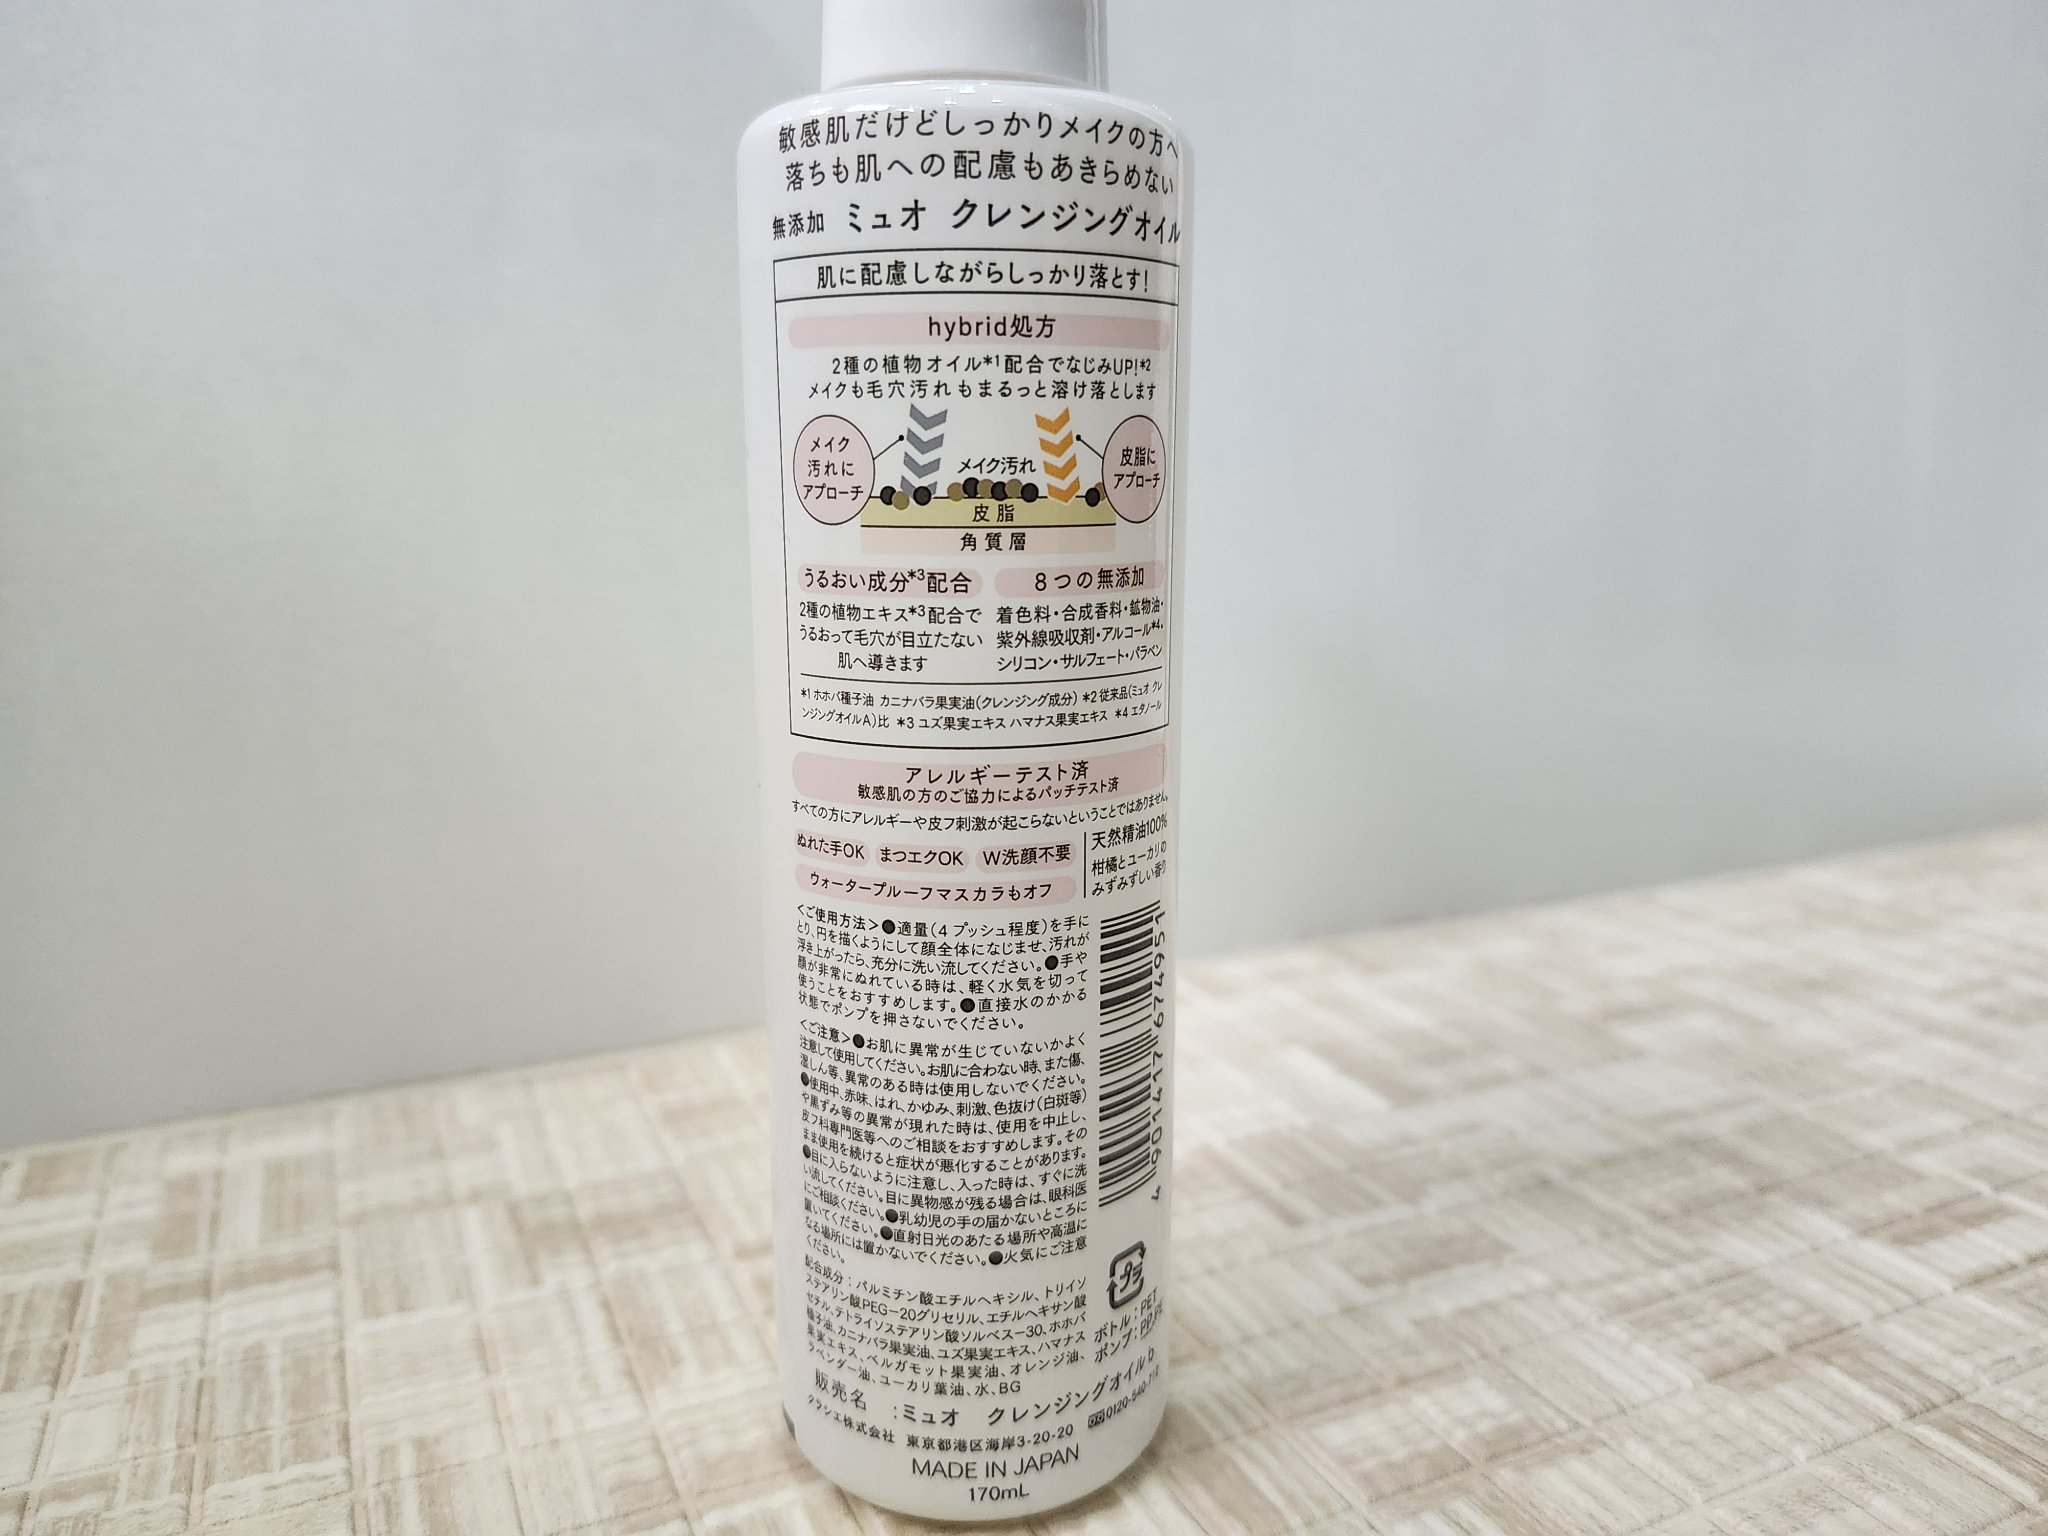 敏感肌だけどしっかりメイクの方へ
落ちも肌への配慮もあきらめない
無添加 ミュオ クレンジングオイル
肌に配慮しながらしっかり落とす!
hybrid処方
2種の植物オイル*1配合でなじみUP!*2
メイクも毛穴汚れもまるっと溶け落とします
メイク
汚れに
アプローチ
メイク汚れ
皮脂に
アプローチ
皮脂
角質層
うるおい成分*3配合
2種の植物エキス*3配合で
うるおって毛穴が目立たない
肌へ導きます
8つの無添加
着色料・合成香料・鉱物油・
紫外線吸収剤・アルコール*4・
シリコン・サルフェート・パラベン
*1 ホホバ種子油 カニナバラ果実油(クレンジング成分) *2 従来品(ミュオ クレ
ンジングオイルA)比 *3 ユズ果実エキス ハマナス果実エキス *4 エタノール
アレルギーテスト済
敏感肌の方のご協力によるパッチテスト済
すべての方にアレルギーや皮フ刺激が起こらないということではありません。
ぬれた手OK まつエクOK W洗顔不要
ウォータープルーフマスカラもオフ
天然精油100%
柑橘とユーカリの
みずみずしい香り
<ご使用方法>●適量(4 プッシュ程度)を手に
とり、円を描くようにして顔全体になじませ、汚れが
浮き上がったら、充分に洗い流してください。●手や
顔が非常にぬれている時は、軽く水気を切って
使うことをおすすめします。●直接水のかかる
状態でポンプを押さないでください。
<ご注意>●お肌に異常が生じていないかよく
注意して使用してください。お肌に合わない時、また傷、
湿しん等、異常のある時は使用しないでください。
●使用中、赤味、はれ、かゆみ、刺激、色抜け(白斑等)
や黒ずみ等の異常が現れた時は、使用を中止し、
皮フ科専門医等へのご相談をおすすめします。その
まま使用を続けると症状が悪化することがあります。
●目に入らないように注意し、入った時は、すぐに洗
い流してください。目に異物感が残る場合は、眼科医
にご相談ください。●乳幼児の手の届かないところに
置いてください。●直射日光のあたる場所や高温に
なる場所には置かないでください。●火気にご注意
ください。
配合成分：パルミチン酸エチルヘキシル、トリイソ
ステアリン酸PEG-20グリセリル、エチルヘキサン酸
セチル、テトライソステアリン酸ソルベス-30、ホホバ
種子油、カニナバラ果実油、ユズ果実エキス、ハマナス
果実エキス、ベルガモット果実油、オレンジ油、
ラベンダー油、ユーカリ葉油、水、BG
4 901417 674951
プラ
ボトル:PET
ポンプ:PP,PE
販売名 :ミュオ クレンジングオイルb
クラシエ株式会社 東京都港区海岸3-20-20 0120-540-712
MADE IN JAPAN
170mL